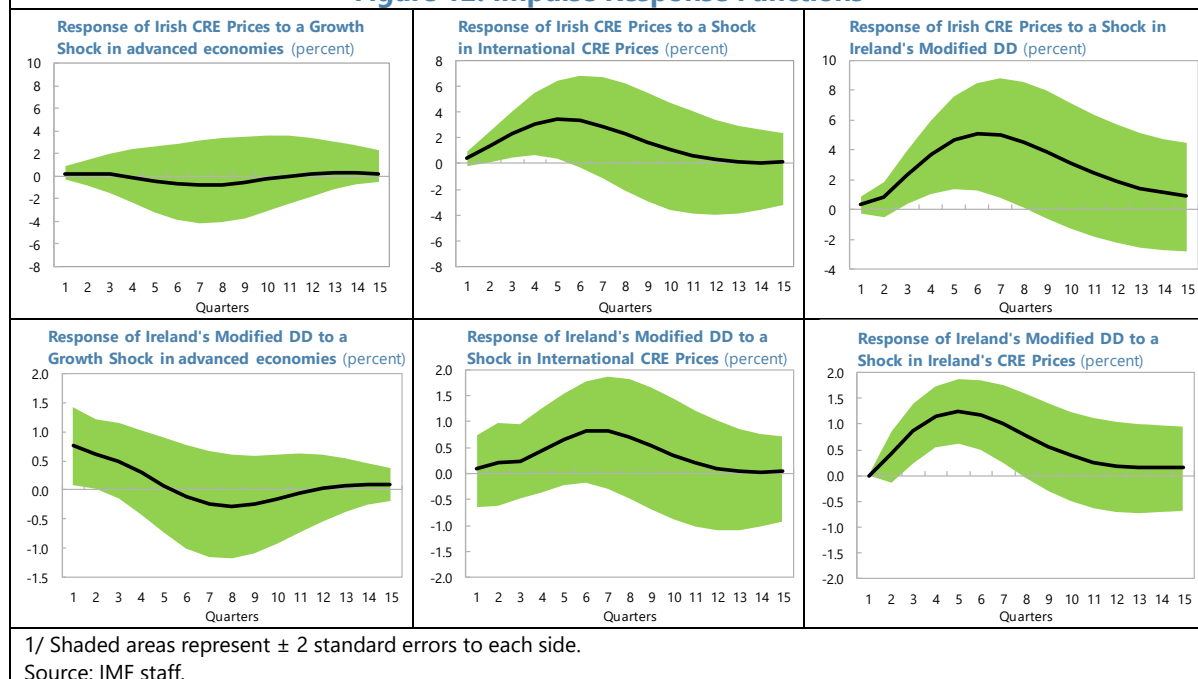 Figure 12. Impulse Response Functions
Response of Irish CRE Prices to a Growth
Shock in advanced economies (percent)
10
8
6
4
2
0
-2
-4
-6
-8
1 2 3 4 5 6 7 8 9 10 11 12 13 14 15
Quarters
Response of Irish CRE Prices to a Shock
in International CRE Prices (percent)
8
6
4
2
0
-2
-4
-6
-8
1 2 3 4 5 6 7 8 9 10 11 12 13 14 15
Quarters
Response of Irish CRE Prices to a Shock in
Ireland's Modified DD (percent)
10
8
6
4
2
0
-2
-4
1 2 3 4 5 6 7 8 9 10 11 12 13 14 15
Quarters
Response of Ireland's Modified DD to a
Growth Shock in advanced economies (percent)
2.0
1.5
1.0
0.5
0.0
-0.5
-1.0
-1.5
1 2 3 4 5 6 7 8 9 10 11 12 13 14 15
Quarters
Response of Ireland's Modified DD to a
Shock in International CRE Prices (percent)
2.0
1.5
1.0
0.5
0.0
-0.5
-1.0
-1.5
-2.0
1 2 3 4 5 6 7 8 9 10 11 12 13 14 15
Quarters
Response of Ireland's Modified DD to a
Shock in Ireland's CRE Prices (percent)
2.0
1.5
1.0
0.5
0.0
-0.5
-1.0
-1.5
-2.0
1 2 3 4 5 6 7 8 9 10 11 12 13 14 15
Quarters
1/ Shaded areas represent ± 2 standard errors to each side.
Source: IMF staff.